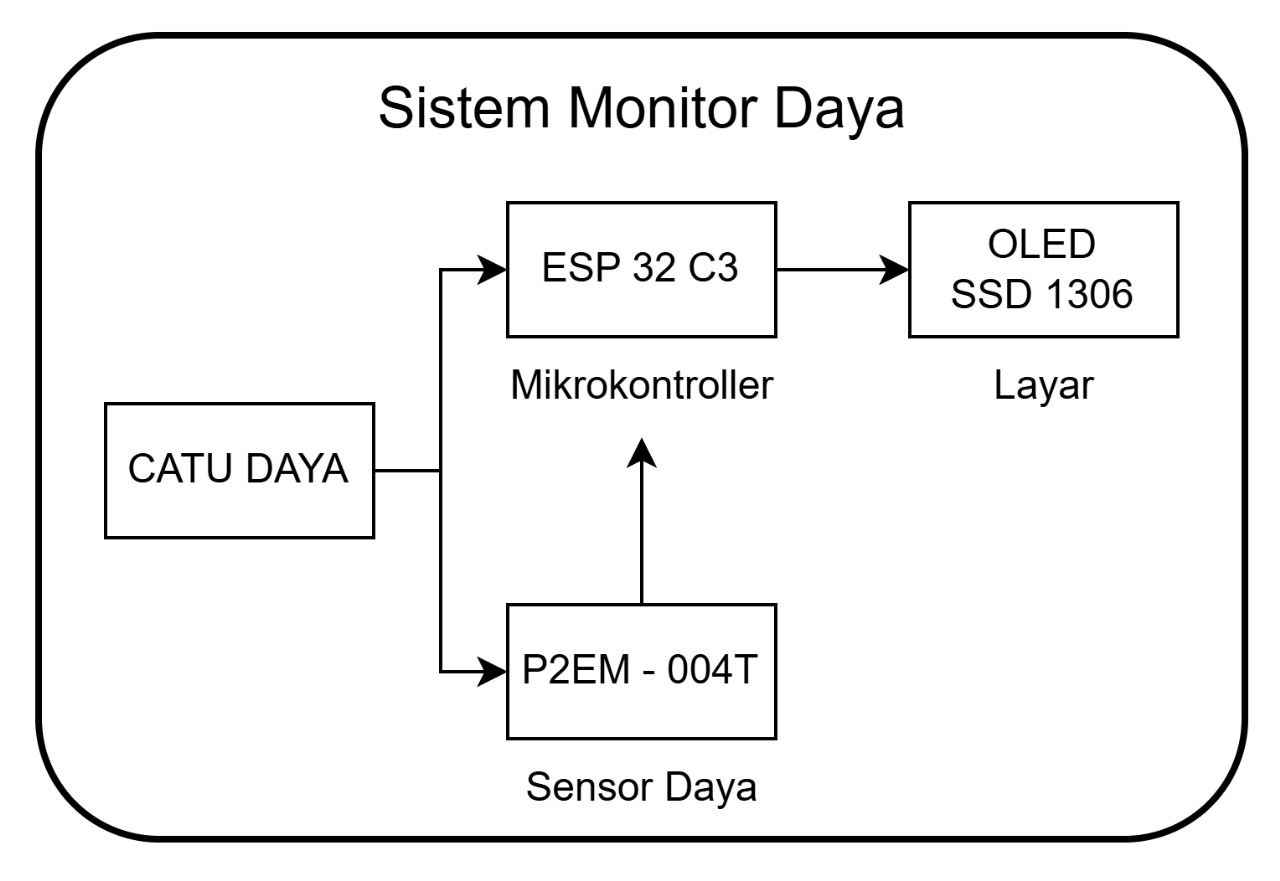 Sistem Monitor Daya
ESP 32 C3
OLED
SSD 1306
Mikrokontroller
Layar
CATU DAYA
P2EM - 004T
Sensor Daya